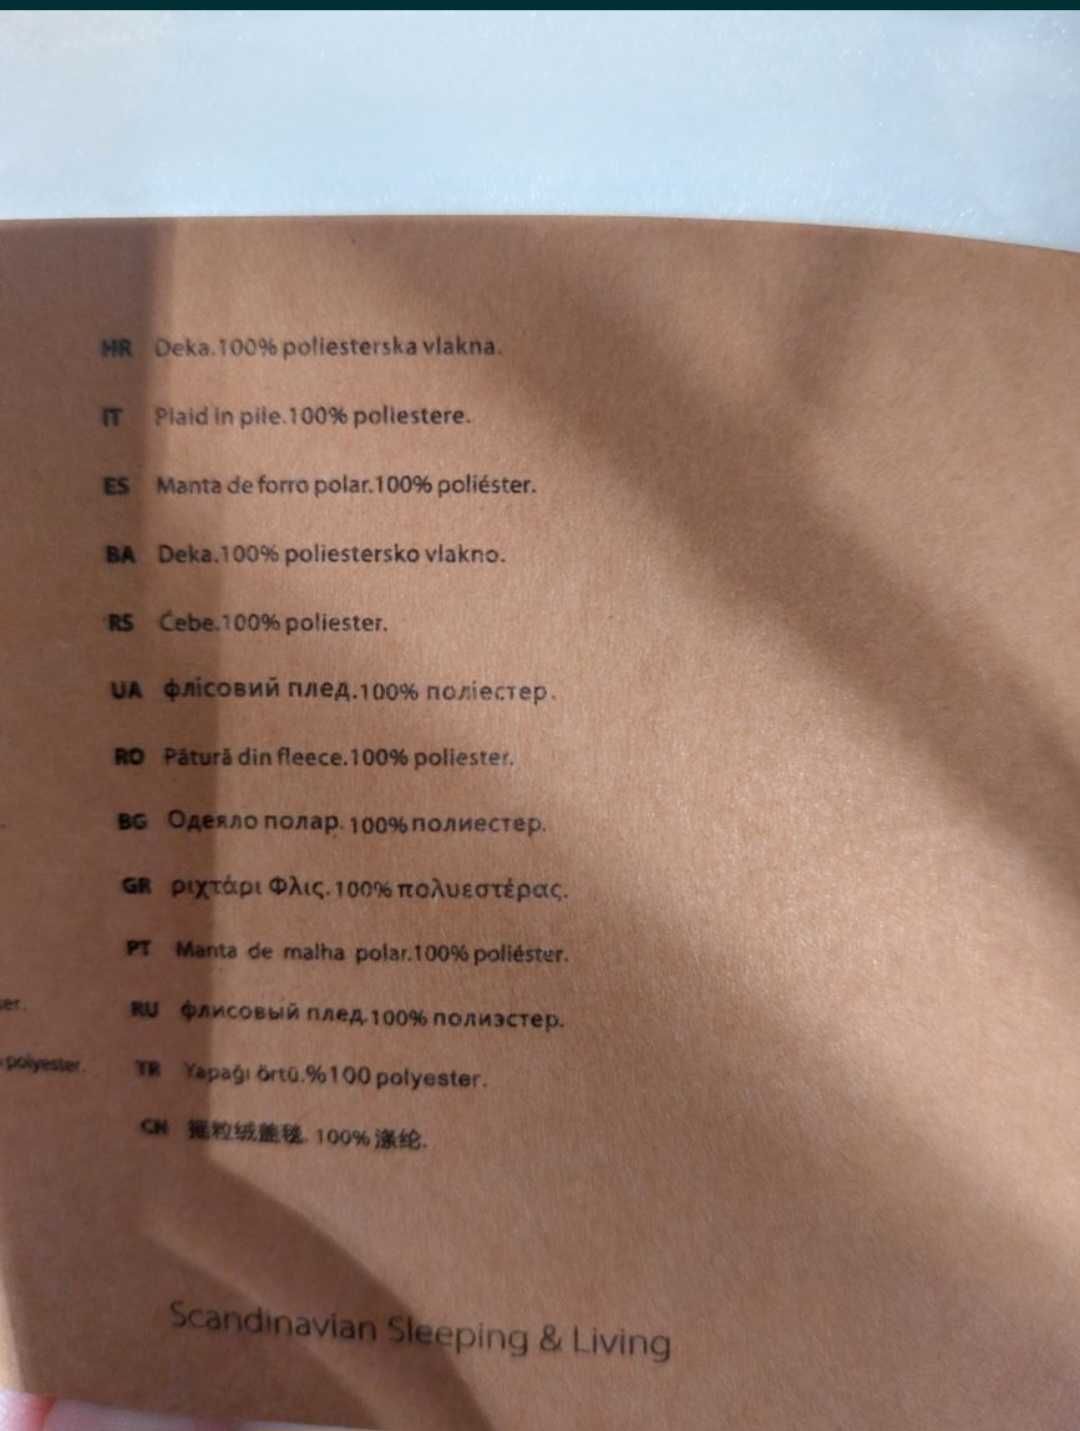 HR Deka.100% poliesterska vlakna.
IT Plaid in pile.100% poliestere.
ES Manta de forro polar.100% poliéster.
BA Deka.100% poliestersko vlakno.
RS Ćebe.100% poliester.
UA флісовий плед.100% поліестер.
RO Pătură din fleece.100% poliester.
BG Одеяло полар. 100% полиестер.
GR ριχτάρι Φλις. 100% πολυεστέρας.
PT Manta de malha polar.100% poliéster.
ser.
RU флисовый плед.100% полиэстер.
polyester.
TR Yapağı örtü.%100 polyester.
CN 摇粒绒盖毯. 100% 涤纶.
Scandinavian Sleeping & Living